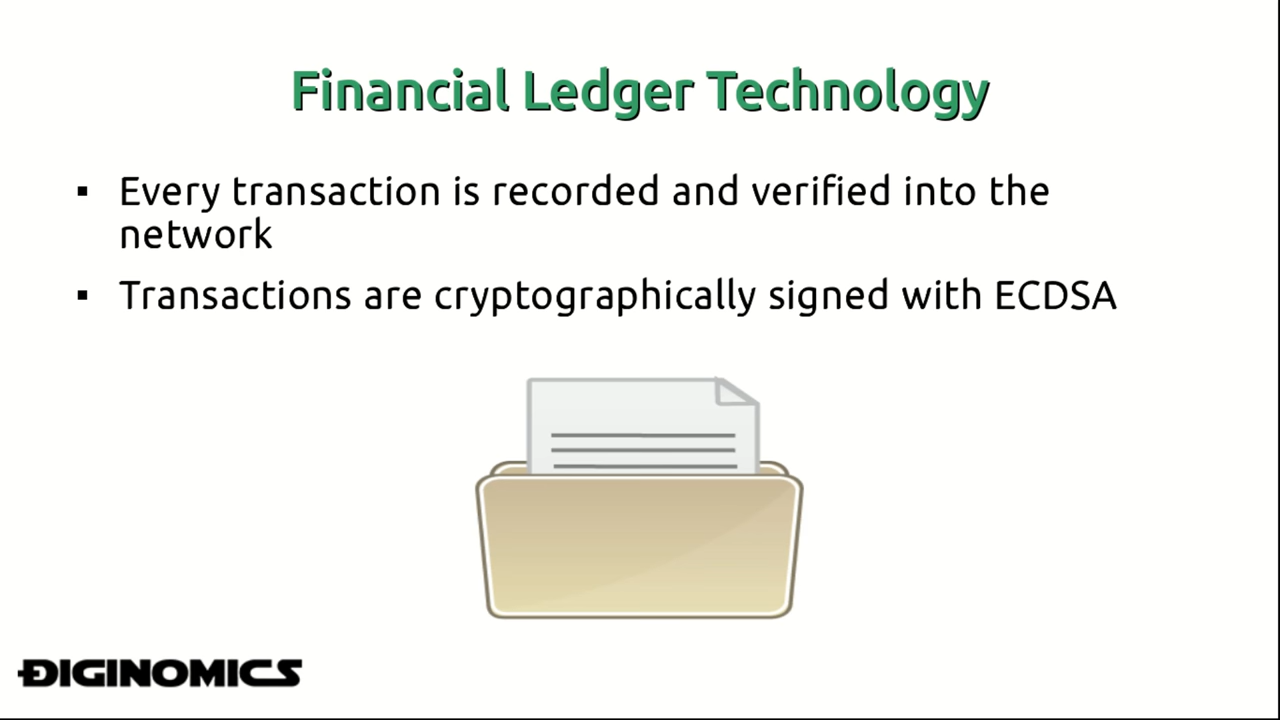 Financial Ledger Technology
▪ Every transaction is recorded and verified into the
network
▪ Transactions are cryptographically signed with ECDSA
ĐIGINOMICS